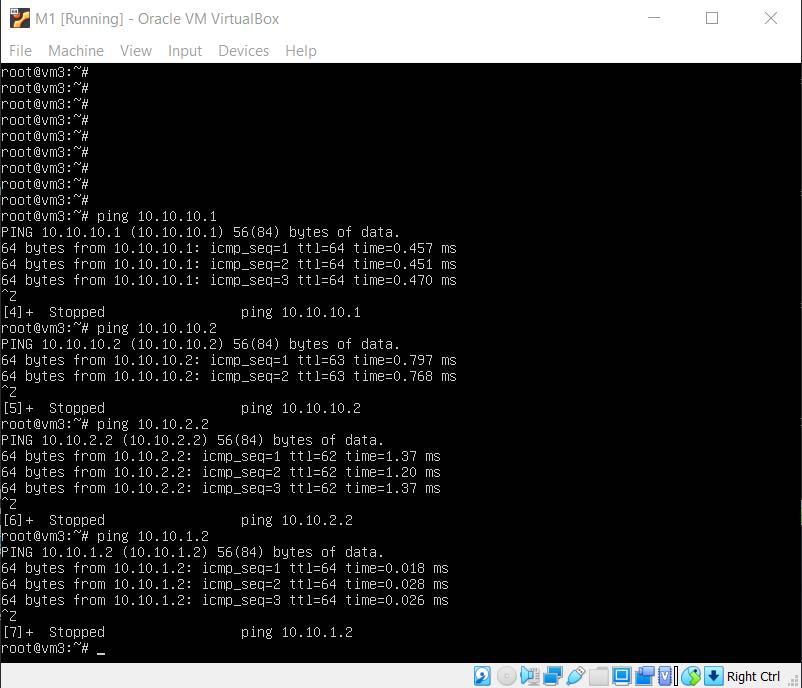 M1 [Running] - Oracle VM VirtualBox
File Machine View Input Devices Help
root@vm3:~#
root@vm3:~#
root@vm3:~#
root@vm3:~#
root@vm3:~#
root@vm3:~#
root@vm3:~#
root@vm3:~#
root@vm3:~#
root@vm3:~# ping 10.10.10.1
PING 10.10.10.1 (10.10.10.1) 56(84) bytes of data.
64 bytes from 10.10.10.1: icmp_seq=1 ttl=64 time=0.457 ms
64 bytes from 10.10.10.1: icmp_seq=2 ttl=64 time=0.451 ms
64 bytes from 10.10.10.1: icmp_seq=3 ttl=64 time=0.470 ms
^Z
[4]+  Stopped                 ping 10.10.10.1
root@vm3:~# ping 10.10.10.2
PING 10.10.10.2 (10.10.10.2) 56(84) bytes of data.
64 bytes from 10.10.10.2: icmp_seq=1 ttl=63 time=0.797 ms
64 bytes from 10.10.10.2: icmp_seq=2 ttl=63 time=0.768 ms
^Z
[5]+  Stopped                 ping 10.10.10.2
root@vm3:~# ping 10.10.2.2
PING 10.10.2.2 (10.10.2.2) 56(84) bytes of data.
64 bytes from 10.10.2.2: icmp_seq=1 ttl=62 time=1.37 ms
64 bytes from 10.10.2.2: icmp_seq=2 ttl=62 time=1.20 ms
64 bytes from 10.10.2.2: icmp_seq=3 ttl=62 time=1.37 ms
^Z
[6]+  Stopped                 ping 10.10.2.2
root@vm3:~# ping 10.10.1.2
PING 10.10.1.2 (10.10.1.2) 56(84) bytes of data.
64 bytes from 10.10.1.2: icmp_seq=1 ttl=64 time=0.018 ms
64 bytes from 10.10.1.2: icmp_seq=2 ttl=64 time=0.028 ms
64 bytes from 10.10.1.2: icmp_seq=3 ttl=64 time=0.026 ms
^Z
[7]+  Stopped                 ping 10.10.1.2
root@vm3:~# _
Right Ctrl